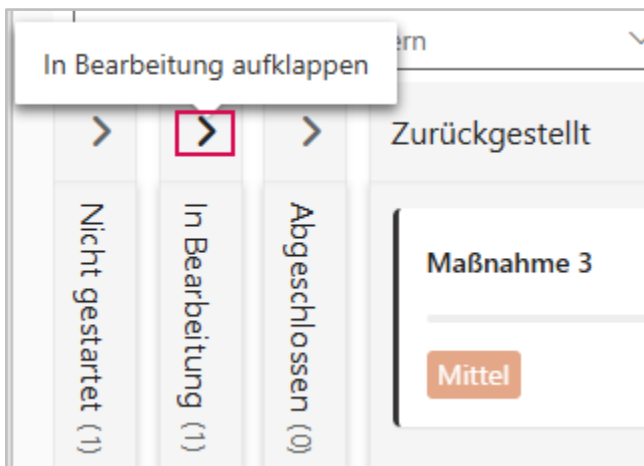 ern
In Bearbeitung aufklappen
Zurückgestellt
Nicht gestartet (1)
In Bearbeitung (1)
Abgeschlossen (0)
Maßnahme 3
Mittel